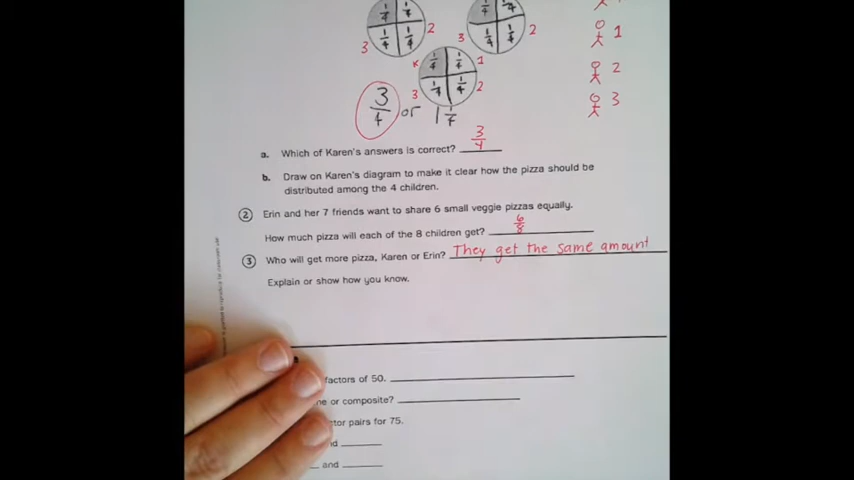 1/4 1/4 1/4
1/4 1/4 2 1/4 1/4 2 1
3 3
1/4 1/4 1 2
1/4 1/4 2
3 3
3/4 or 1 1/4
a. Which of Karen's answers is correct? 3/4
b. Draw on Karen's diagram to make it clear how the pizza should be
distributed among the 4 children.
2 Erin and her 7 friends want to share 6 small veggie pizzas equally.
How much pizza will each of the 8 children get? 6/8
3 Who will get more pizza, Karen or Erin? They get the same amount
Explain or show how you know.
factors of 50.
or composite?
pairs for 75.
and